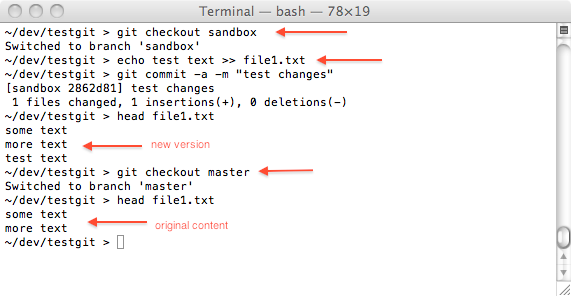 Terminal — bash — 78×19
~/dev/testgit > git checkout sandbox
Switched to branch 'sandbox'
~/dev/testgit > echo test text >> file1.txt
~/dev/testgit > git commit -a -m "test changes"
[sandbox 2862d81] test changes
 1 files changed, 1 insertions(+), 0 deletions(-)
~/dev/testgit > head file1.txt
some text
more text new version
test text
~/dev/testgit > git checkout master
Switched to branch 'master'
~/dev/testgit > head file1.txt
some text
original content
more text
~/dev/testgit >